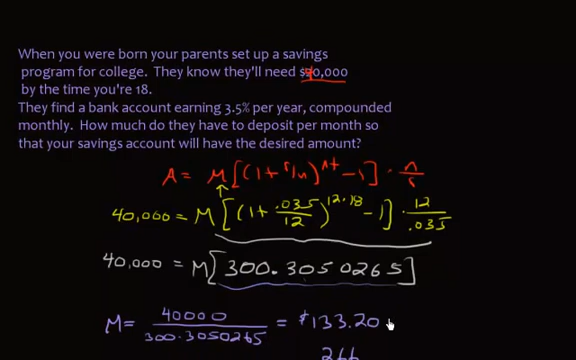 When you were born your parents set up a savings
program for college. They know they'll need $40,000
by the time you're 18.
They find a bank account earning 3.5% per year, compounded
monthly. How much do they have to deposit per month so
that your savings account will have the desired amount?
A = M[(1+r/n)^nt -1] · n/r
40,000 = M[(1+ .035/12)^12·18 -1] · 12/.035
40,000 = M[300.3050265]
M = 40000/300.3050265 = $133.20
266